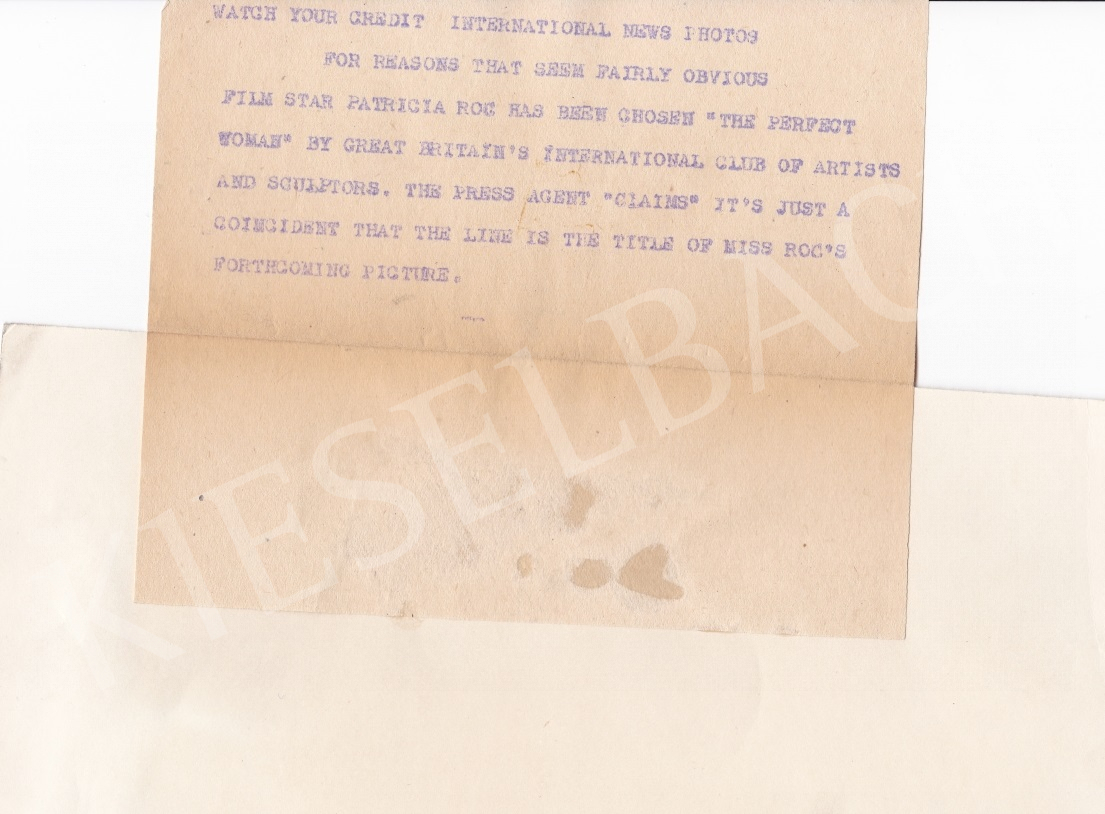 WATCH YOUR CREDIT INTERNATIONAL NEWS PHOTOS
FOR REASONS THAT SEEM FAIRLY OBVIOUS
FILM STAR PATRICIA ROC HAS BEEN CHOSEN "THE PERFECT
WOMAN" BY GREAT BRITAIN'S INTERNATIONAL CLUB OF ARTISTS
AND SCULPTORS. THE PRESS AGENT "ClAIMS" IT'S JUST A
COINCIDENT THAT THE LINE IS THE TITLE OF MISS ROC'S
FORTHCOMING PICTURE.
KIESELBAC